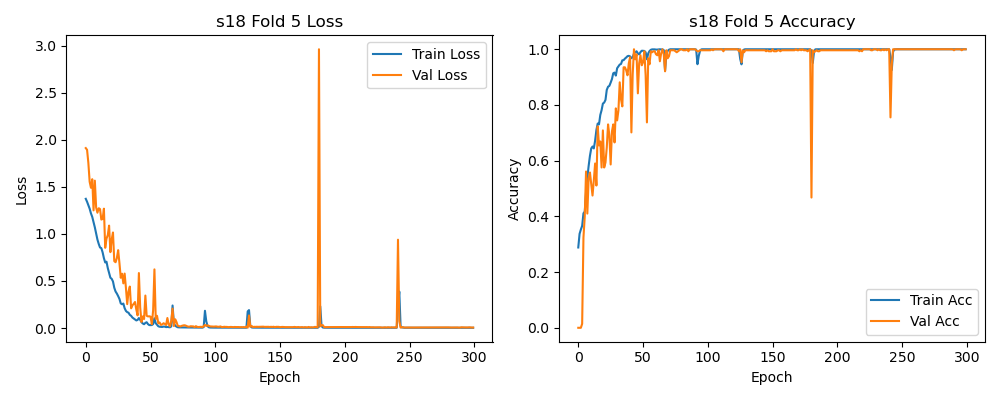 s18 Fold 5 Loss
3.0
2.5
2.0
1.5
1.0
0.5
0.0
Loss
Train Loss
Val Loss
0 50 100 150 200 250 300
Epoch
s18 Fold 5 Accuracy
1.0
0.8
0.6
0.4
0.2
0.0
Accuracy
Train Acc
Val Acc
0 50 100 150 200 250 300
Epoch